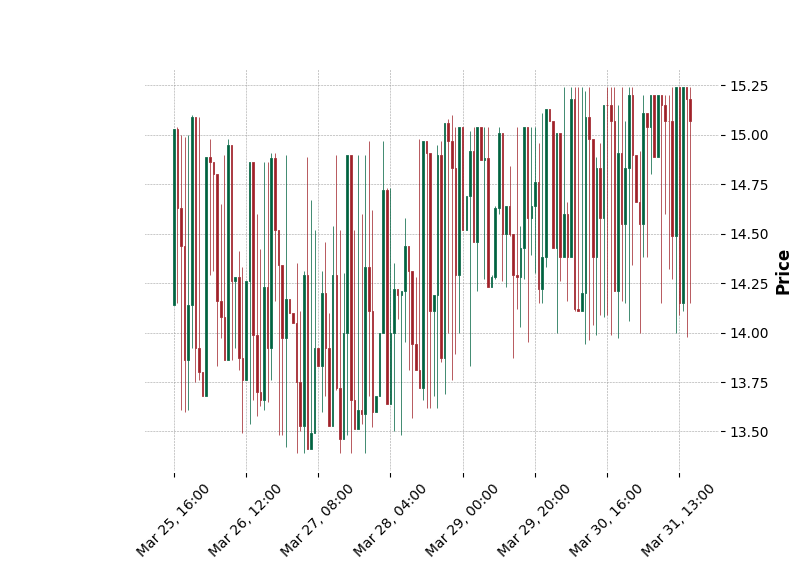 15.25
15.00
14.75
14.50
14.25
14.00
13.75
13.50
Price
Mar 25, 16:00
Mar 26, 12:00
Mar 27, 08:00
Mar 28, 04:00
Mar 29, 00:00
Mar 29, 20:00
Mar 30, 16:00
Mar 31, 13:00